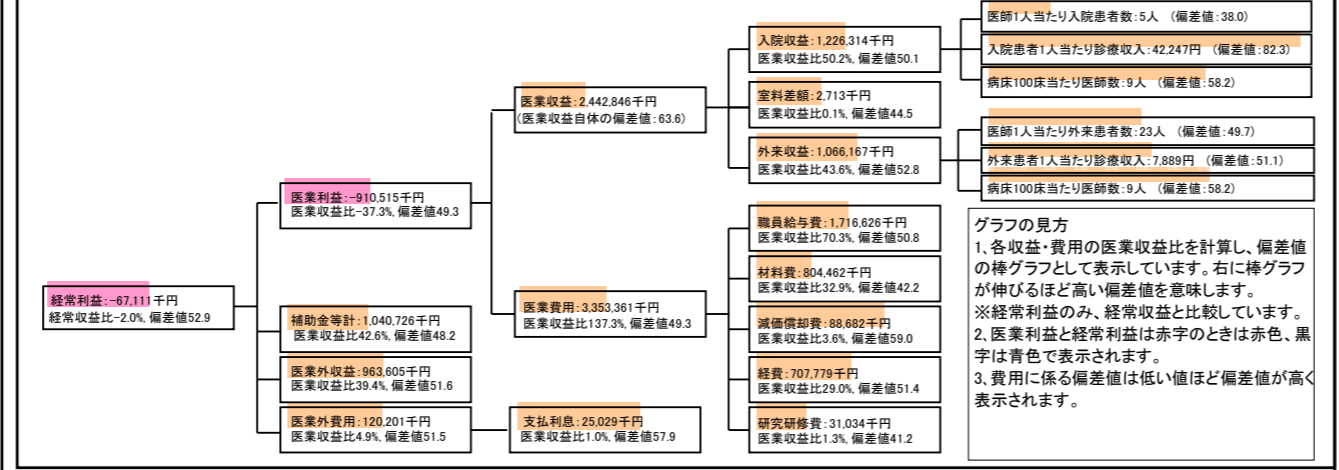 経常利益:-67,111千円
経常収支比-2.0%, 偏差値52.9
医業利益:-910,515千円
医業収益比-37.3%, 偏差値49.3
補助金等計:1,040,726千円
医業収益比42.6%, 偏差値48.2
医業外収益:963,605千円
医業収益比39.4%, 偏差値51.6
医業外費用:120,201千円
医業収益比4.9%, 偏差値51.5
医業収益:2,442,846千円
(医業収益自体の偏差値:63.6)
医業費用:3,353,361千円
医業収益比137.3%, 偏差値49.3
支払利息:25,029千円
医業収益比1.0%, 偏差値57.9
入院収益:1,226,314千円
医業収益比50.2%, 偏差値50.1
室料差額:2,713千円
医業収益比0.1%, 偏差値44.5
外来収益:1,066,167千円
医業収益比43.6%, 偏差値52.8
職員給与費:1,716,626千円
医業収益比70.3%, 偏差値50.8
材料費:804,462千円
医業収益比32.9%, 偏差値42.2
減価償却費:88,682千円
医業収益比3.6%, 偏差値59.0
経費:707,779千円
医業収益比29.0%, 偏差値51.4
研究研修費:31,034千円
医業収益比1.3%, 偏差値41.2
医師1人当たり入院患者数:5人 (偏差値:38.0)
入院患者1人当たり診療収入:42,247円 (偏差値:82.3)
病床100床当たり医師数:9人 (偏差値:58.2)
医師1人当たり外来患者数:23人 (偏差値:49.7)
外来患者1人当たり診療収入:7,889円 (偏差値:51.1)
病床100床当たり医師数:9人 (偏差値:58.2)
グラフの見方
1、各収益・費用の医業収益比を計算し、偏差値
の棒グラフとして表示しています。右に棒グラフ
が伸びるほど高い偏差値を意味します。
※経常利益のみ、経常収益と比較しています。
2、医業利益と経常利益は赤字のときは赤色、黒
字は青色で表示されます。
3、費用に係る偏差値は低い値ほど偏差値が高く
表示されます。